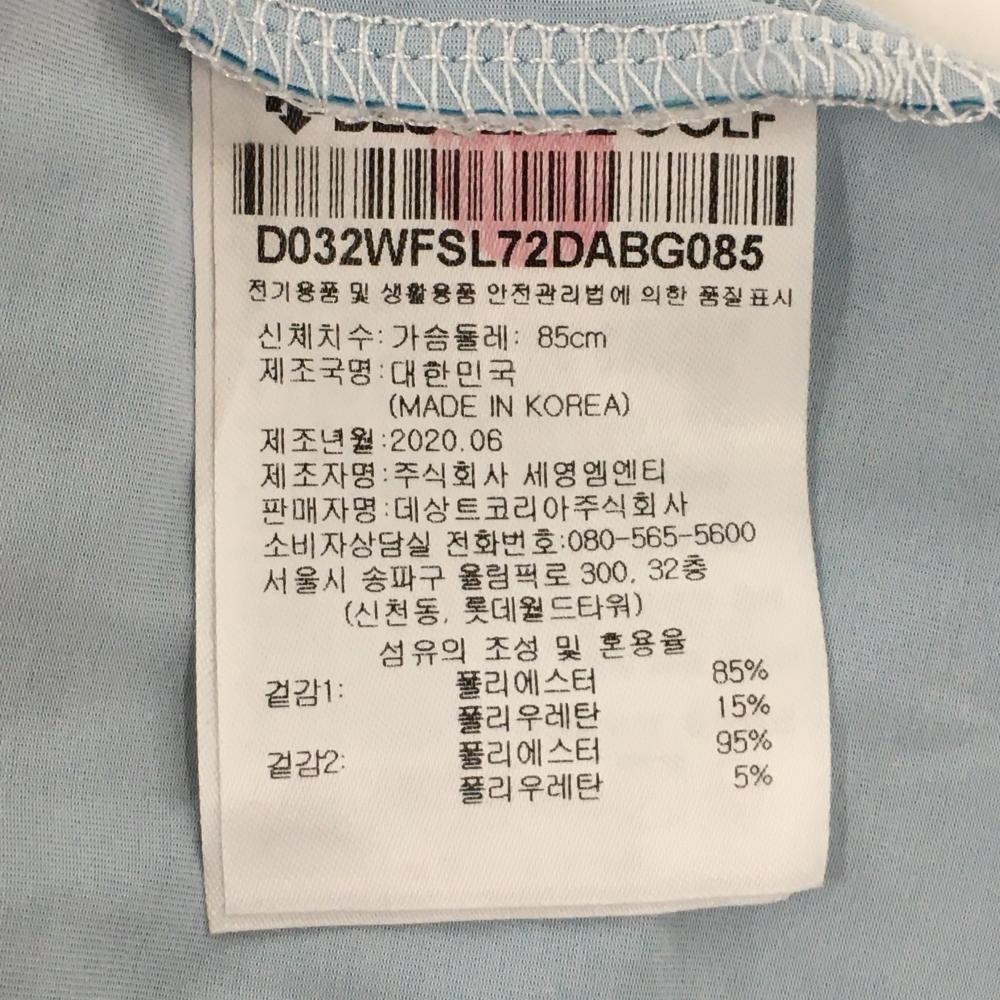 GOLF
D032WFSL72DABG085
전기용품 및 생활용품 안전관리법에 의한 품질표시
신체치수: 가슴둘레: 85cm
제조국명:대한민국
(MADE IN KOREA)
제조년월:2020.06
제조자명:주식회사 세영엠엔티
판매자명:데상트코리아주식회사
소비자상담실 전화번호:080-565-5600
서울시 송파구 올림픽로 300, 32층
(신천동, 롯데월드타워)
섬유의 조성 및 혼용율
겉감1: 폴리에스터 85%
폴리우레탄 15%
겉감2: 폴리에스터 95%
폴리우레탄 5%